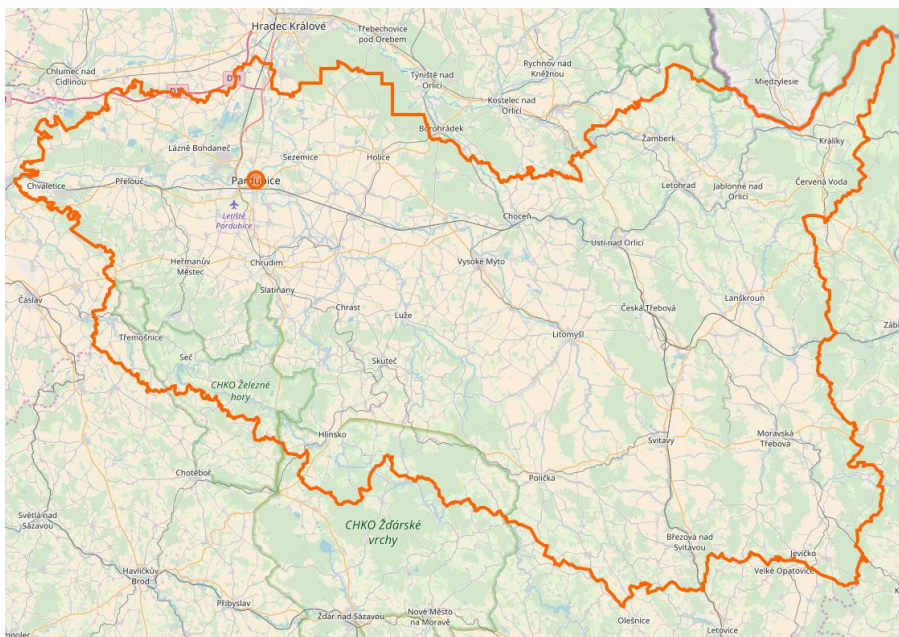 Hradec Králové
Třebechovice
pod Orebem
Chlumec nad
Cidlinou
D11
D11
Týniště nad
Orlicí
Rychnov nad
Kněžnou
Międzylesie
Kostelec nad
Orlicí
Borohrádek
Žamberk
Králíky
Lázně Bohdaneč
Sezemice
Holice
Chvaletice
Přelouč
Pardubice
Letiště
Pardubice
Letohrad
Jablonné nad
Orlicí
Červená Voda
Choceň
Ústí nad Orlicí
Heřmanův
Městec
Chrudim
Vysoké Mýto
Čáslav
Slatiňany
Chrast
Luže
Lanškroun
Česká Třebová
Litomyšl
Třemošnice
Seč
Skuteč
CHKO Železné
hory
Hlinsko
Chotěboř
Svitavy
Moravská
Třebová
Polička
Světlá nad
Sázavou
CHKO Žďárské
vrchy
Březová nad
Svitavou
Jevíčko
Velké Opatovice
Havlíčkův
Brod
Přibyslav
Žďár nad Sázavou
Nové Město
na Moravě
Olešnice
Letovice